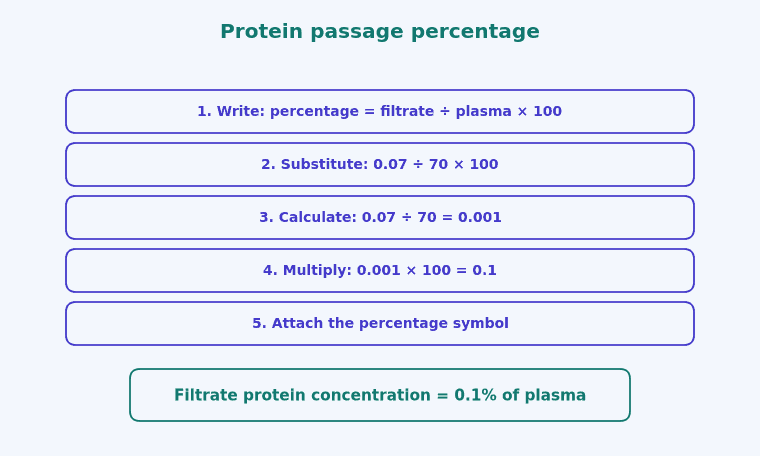 Protein passage percentage
1. Write: percentage = filtrate ÷ plasma × 100
2. Substitute: 0.07 ÷ 70 × 100
3. Calculate: 0.07 ÷ 70 = 0.001
4. Multiply: 0.001 × 100 = 0.1
5. Attach the percentage symbol
Filtrate protein concentration = 0.1% of plasma